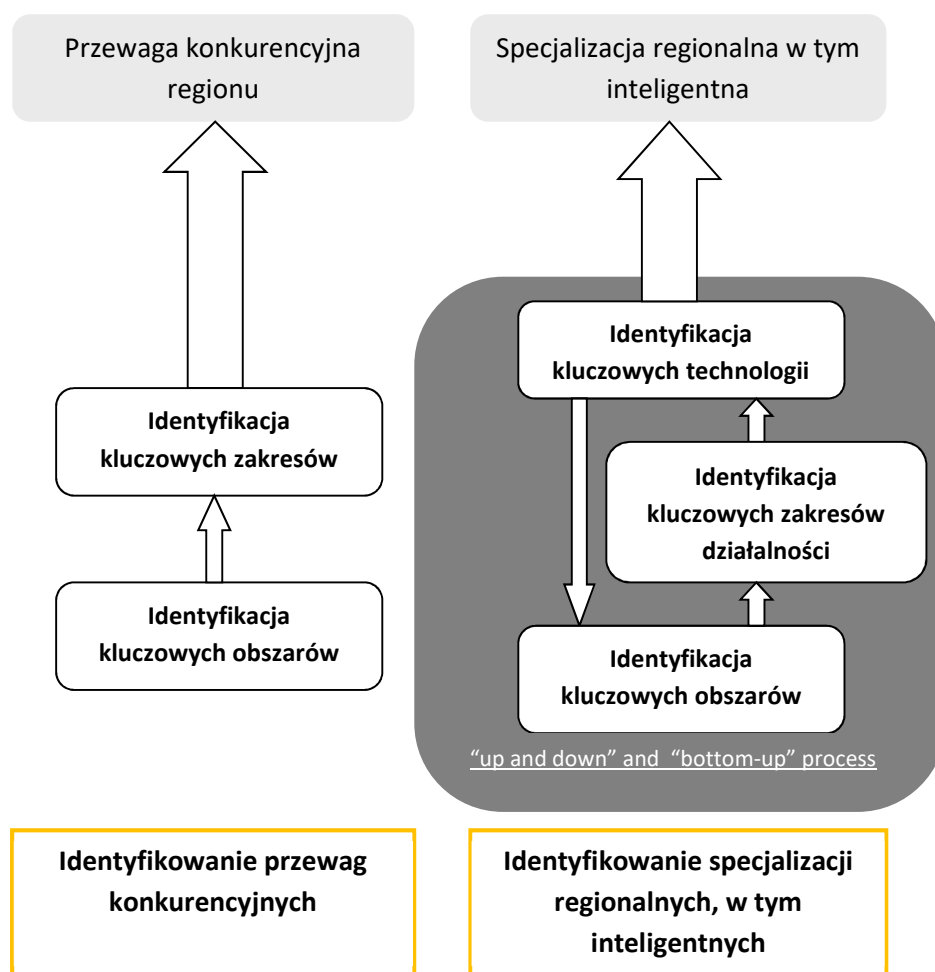 Przewaga konkurencyjna
regionu
Specjalizacja regionalna w tym
inteligentna
Identyfikacja
kluczowych technologii
Identyfikacja
kluczowych zakresów
Identyfikacja
kluczowych zakresów
działalności
Identyfikacja
kluczowych obszarów
Identyfikacja
kluczowych obszarów
“up and down” and “bottom-up” process
Identyfikowanie przewag
konkurencyjnych
Identyfikowanie specjalizacji
regionalnych, w tym
inteligentnych